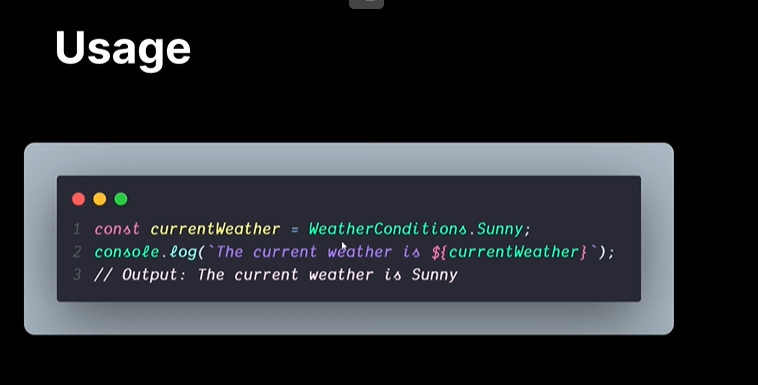 Usage
1 const currentWeather = WeatherConditions.Sunny;
2 console.log(`The current weather is ${currentWeather}`);
3 // Output: The current weather is Sunny